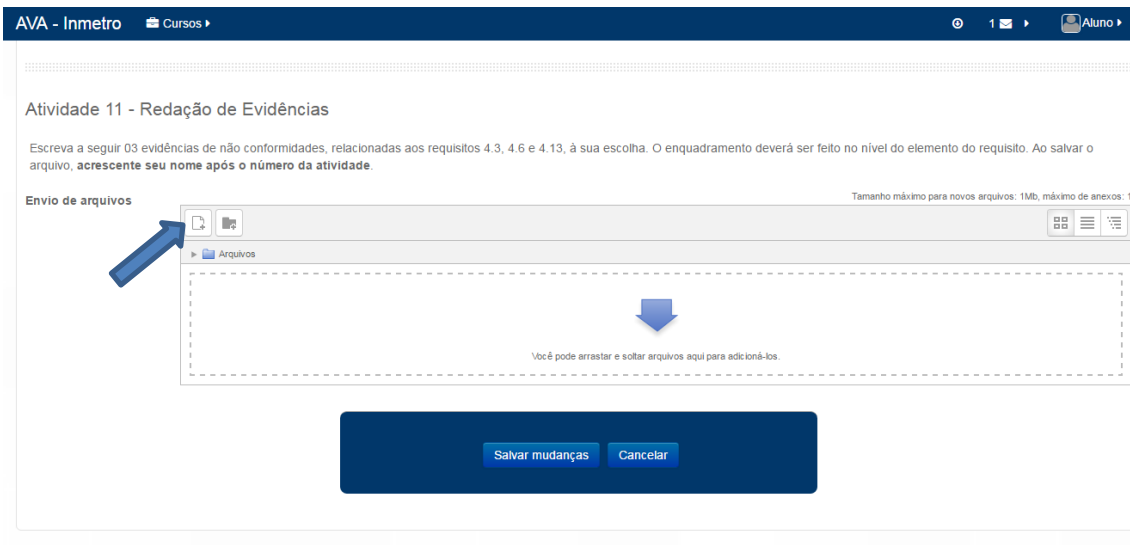 AVA - Inmetro Cursos 1 Aluno
Atividade 11 - Redação de Evidências
Escreva a seguir 03 evidências de não conformidades, relacionadas aos requisitos 4.3, 4.6 e 4.13, à sua escolha. O enquadramento deverá ser feito no nível do elemento do requisito. Ao salvar o
arquivo, acrescente seu nome após o número da atividade.
Envio de arquivos
Tamanho máximo para novos arquivos: 1Mb, máximo de anexos: 1
Arquivos
Você pode arrastar e soltar arquivos aqui para adicioná-los.
Salvar mudanças Cancelar